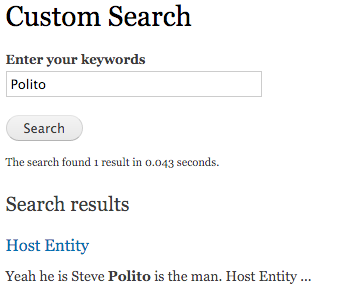 Custom Search
Enter your keywords
Polito
Search
The search found 1 result in 0.043 seconds.
Search results
Host Entity
Yeah he is Steve Polito is the man. Host Entity ...